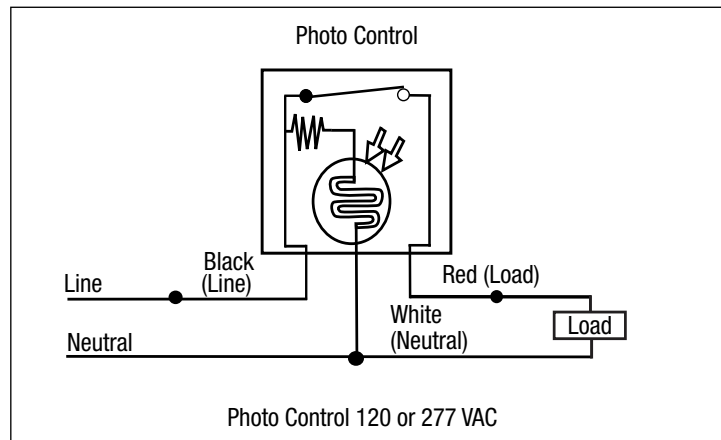 Photo Control
Black
(Line)
Line
Red (Load)
White
(Neutral)
Load
Neutral
Photo Control 120 or 277 VAC